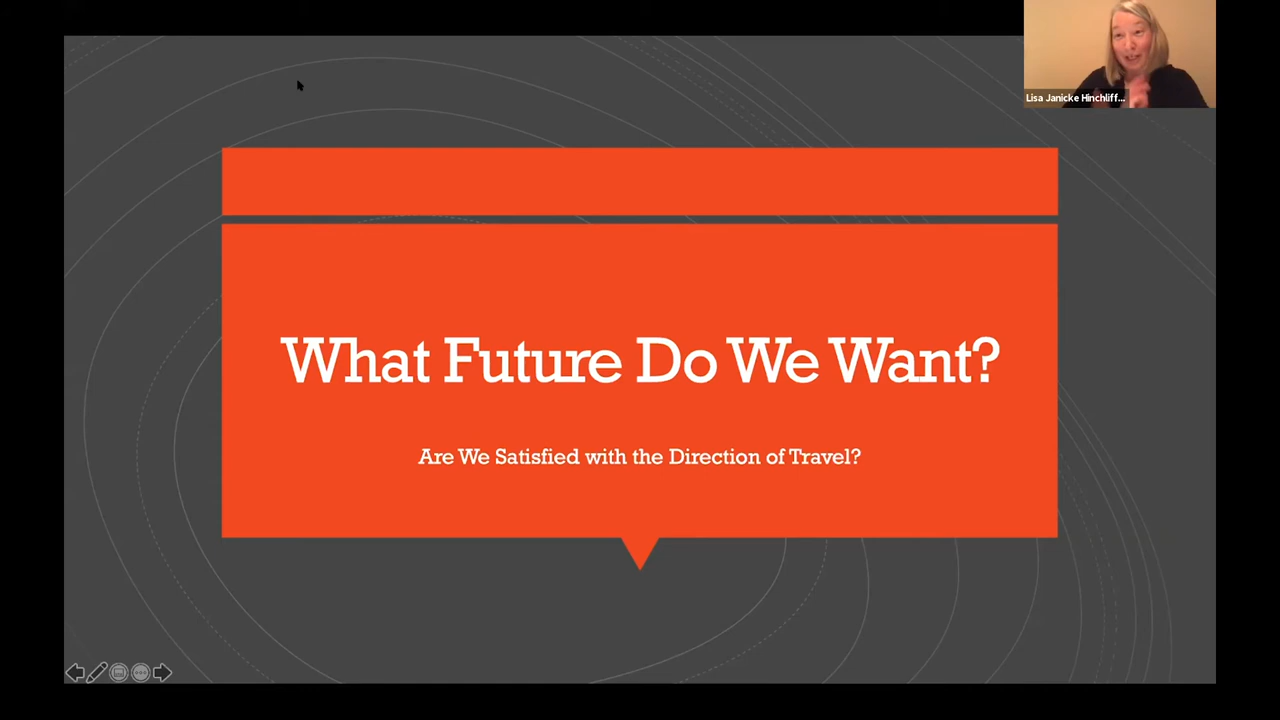 Lisa Janicke Hinchliff...
What Future Do We Want?
Are We Satisfied with the Direction of Travel?